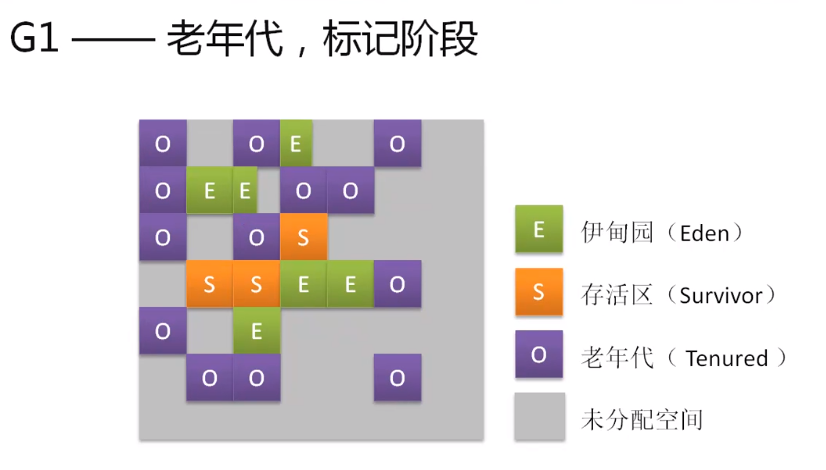 G1 —— 老年代，标记阶段
O O E O
O E E O O
O O S
S S E E O
O E
O O O
E 伊甸园（Eden）
S 存活区（Survivor）
O 老年代（ Tenured ）
未分配空间